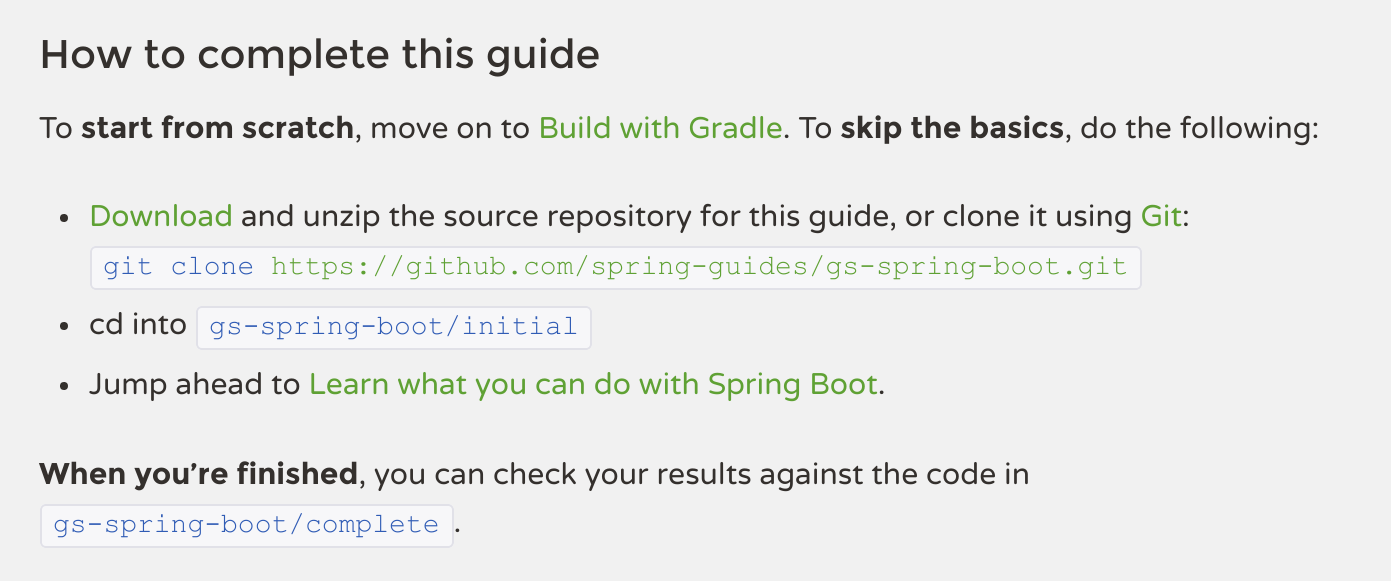 How to complete this guide
To start from scratch, move on to Build with Gradle. To skip the basics, do the following:
• Download and unzip the source repository for this guide, or clone it using Git:
git clone https://github.com/spring-guides/gs-spring-boot.git
• cd into gs-spring-boot/initial
• Jump ahead to Learn what you can do with Spring Boot.
When you’re finished, you can check your results against the code in
gs-spring-boot/complete.